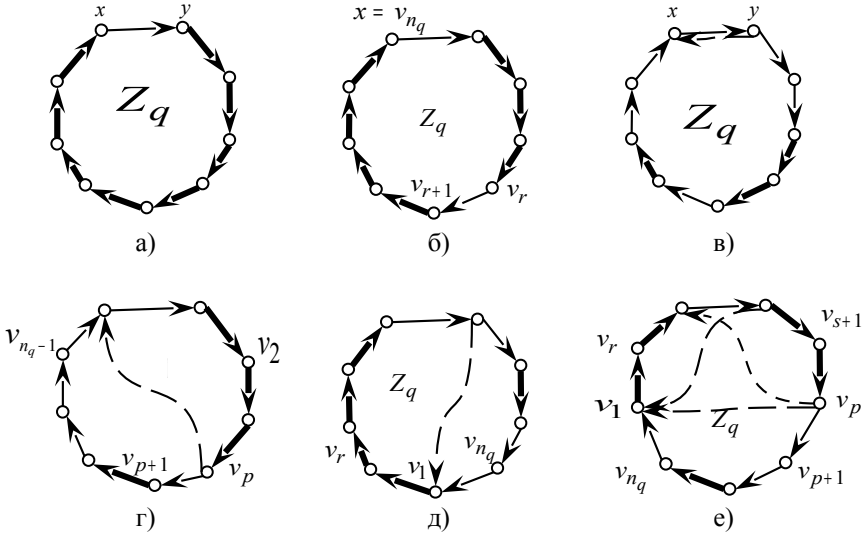 x y x = v_{n_q} x y
Z_q Z_q Z_q
v_{r+1} v_r
а) б) в)
v_{n_q-1} v_2 Z_q v_r v_{s+1}
v_1 Z_q v_p
v_{p+1} v_p v_r v_1 v_{n_q} v_{n_q} v_{p+1}
г) д) е)